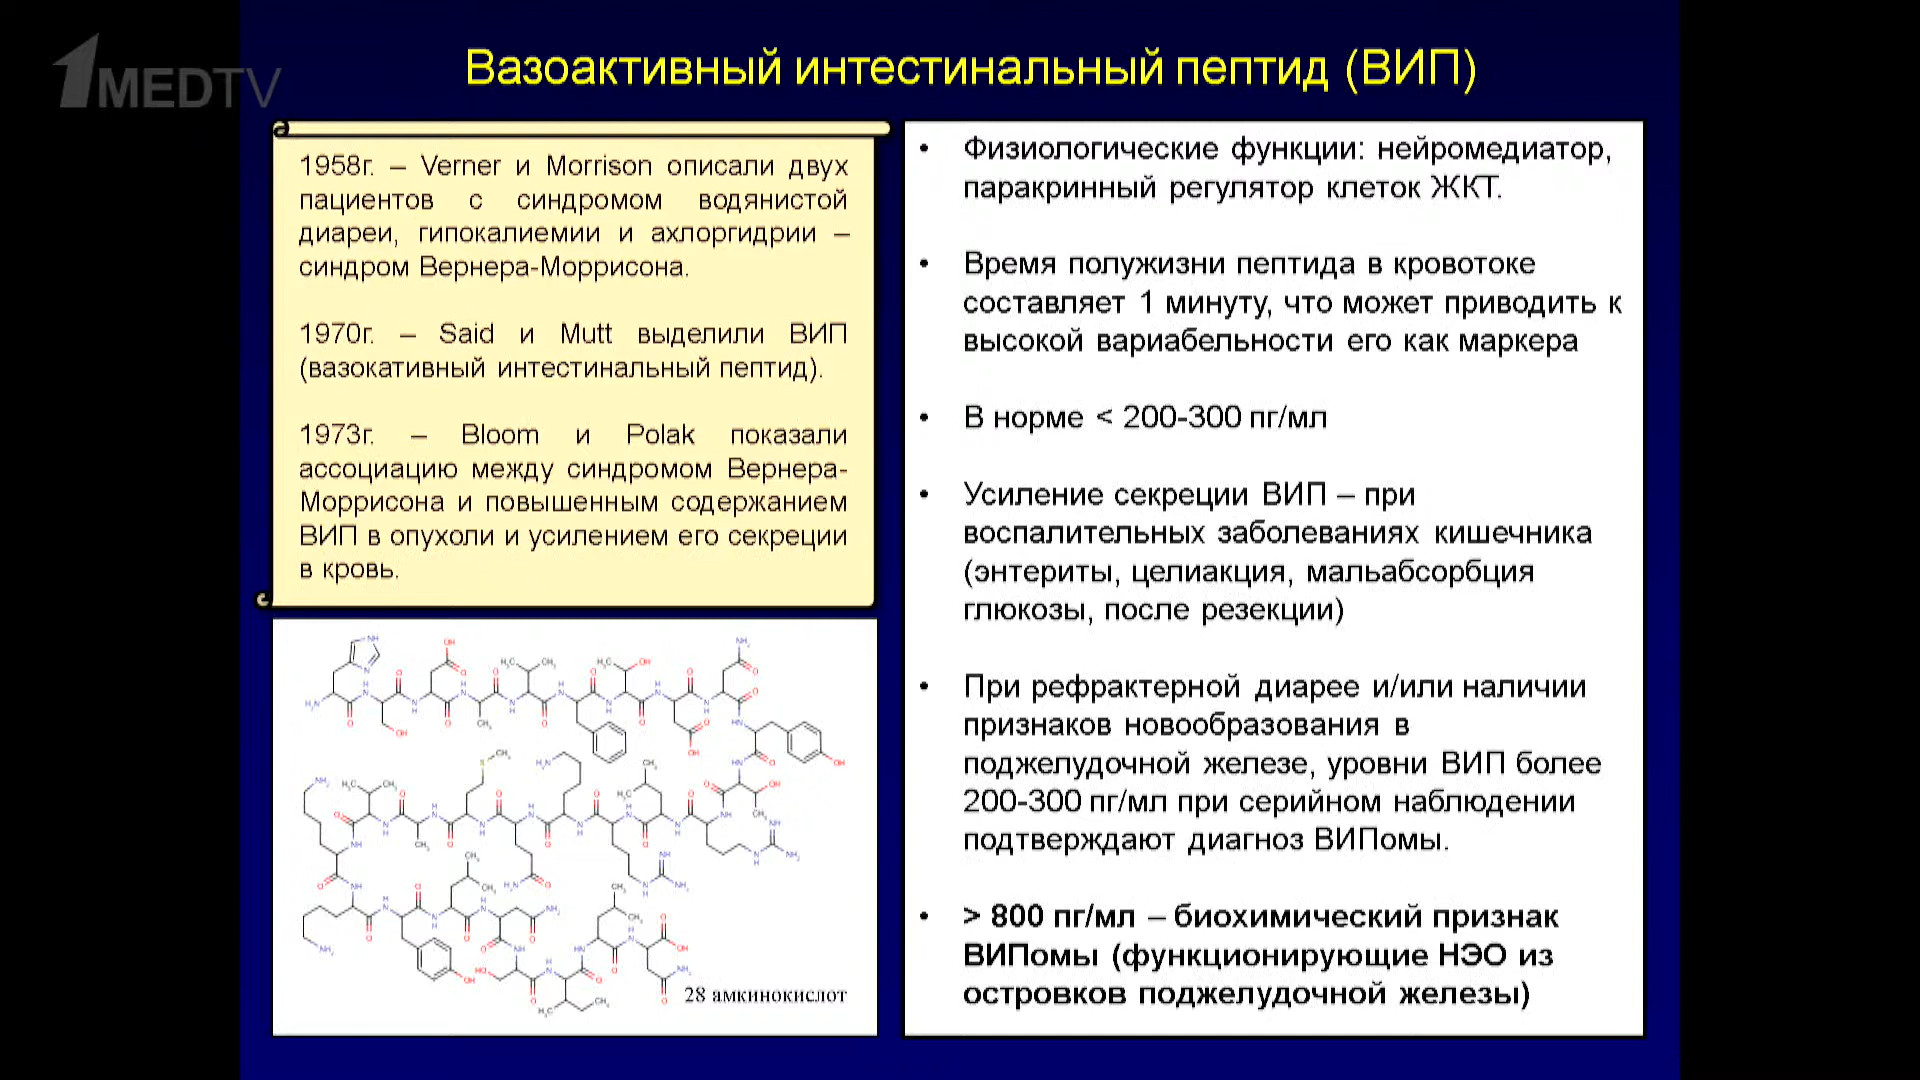 1MEDTV
Вазоактивный интестинальный пептид (ВИП)
1958г. – Verner и Morrison описали двух
пациентов с синдромом водянистой
диареи, гипокалиемии и ахлоргидрии –
синдром Вернера-Моррисона.
1970г. – Said и Mutt выделили ВИП
(вазокативный интестинальный пептид).
1973г. – Bloom и Polak показали
ассоциацию между синдромом Вернера-
Моррисона и повышенным содержанием
ВИП в опухоли и усилением его секреции
в кровь.
28 амкинокислот
• Физиологические функции: нейромедиатор,
паракринный регулятор клеток ЖКТ.
• Время полужизни пептида в кровотоке
составляет 1 минуту, что может приводить к
высокой вариабельности его как маркера
• В норме < 200-300 пг/мл
• Усиление секреции ВИП – при
воспалительных заболеваниях кишечника
(энтериты, целиакция, мальабсорбция
глюкозы, после резекции)
• При рефрактерной диарее и/или наличии
признаков новообразования в
поджелудочной железе, уровни ВИП более
200-300 пг/мл при серийном наблюдении
подтверждают диагноз ВИПомы.
• > 800 пг/мл – биохимический признак
ВИПомы (функционирующие НЭО из
островков поджелудочной железы)